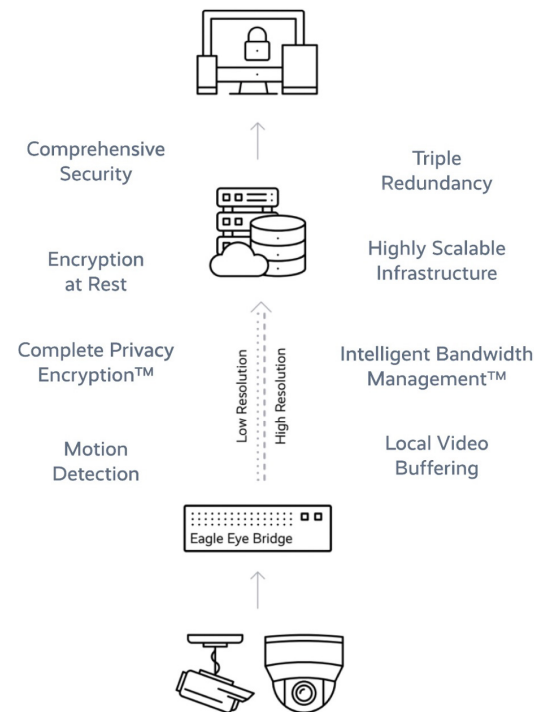 Comprehensive
Security
Triple
Redundancy
Encryption
at Rest
Highly Scalable
Infrastructure
Complete Privacy
Encryption™
Low Resolution
High Resolution
Intelligent Bandwidth
Management™
Motion
Detection
Local Video
Buffering
Eagle Eye Bridge